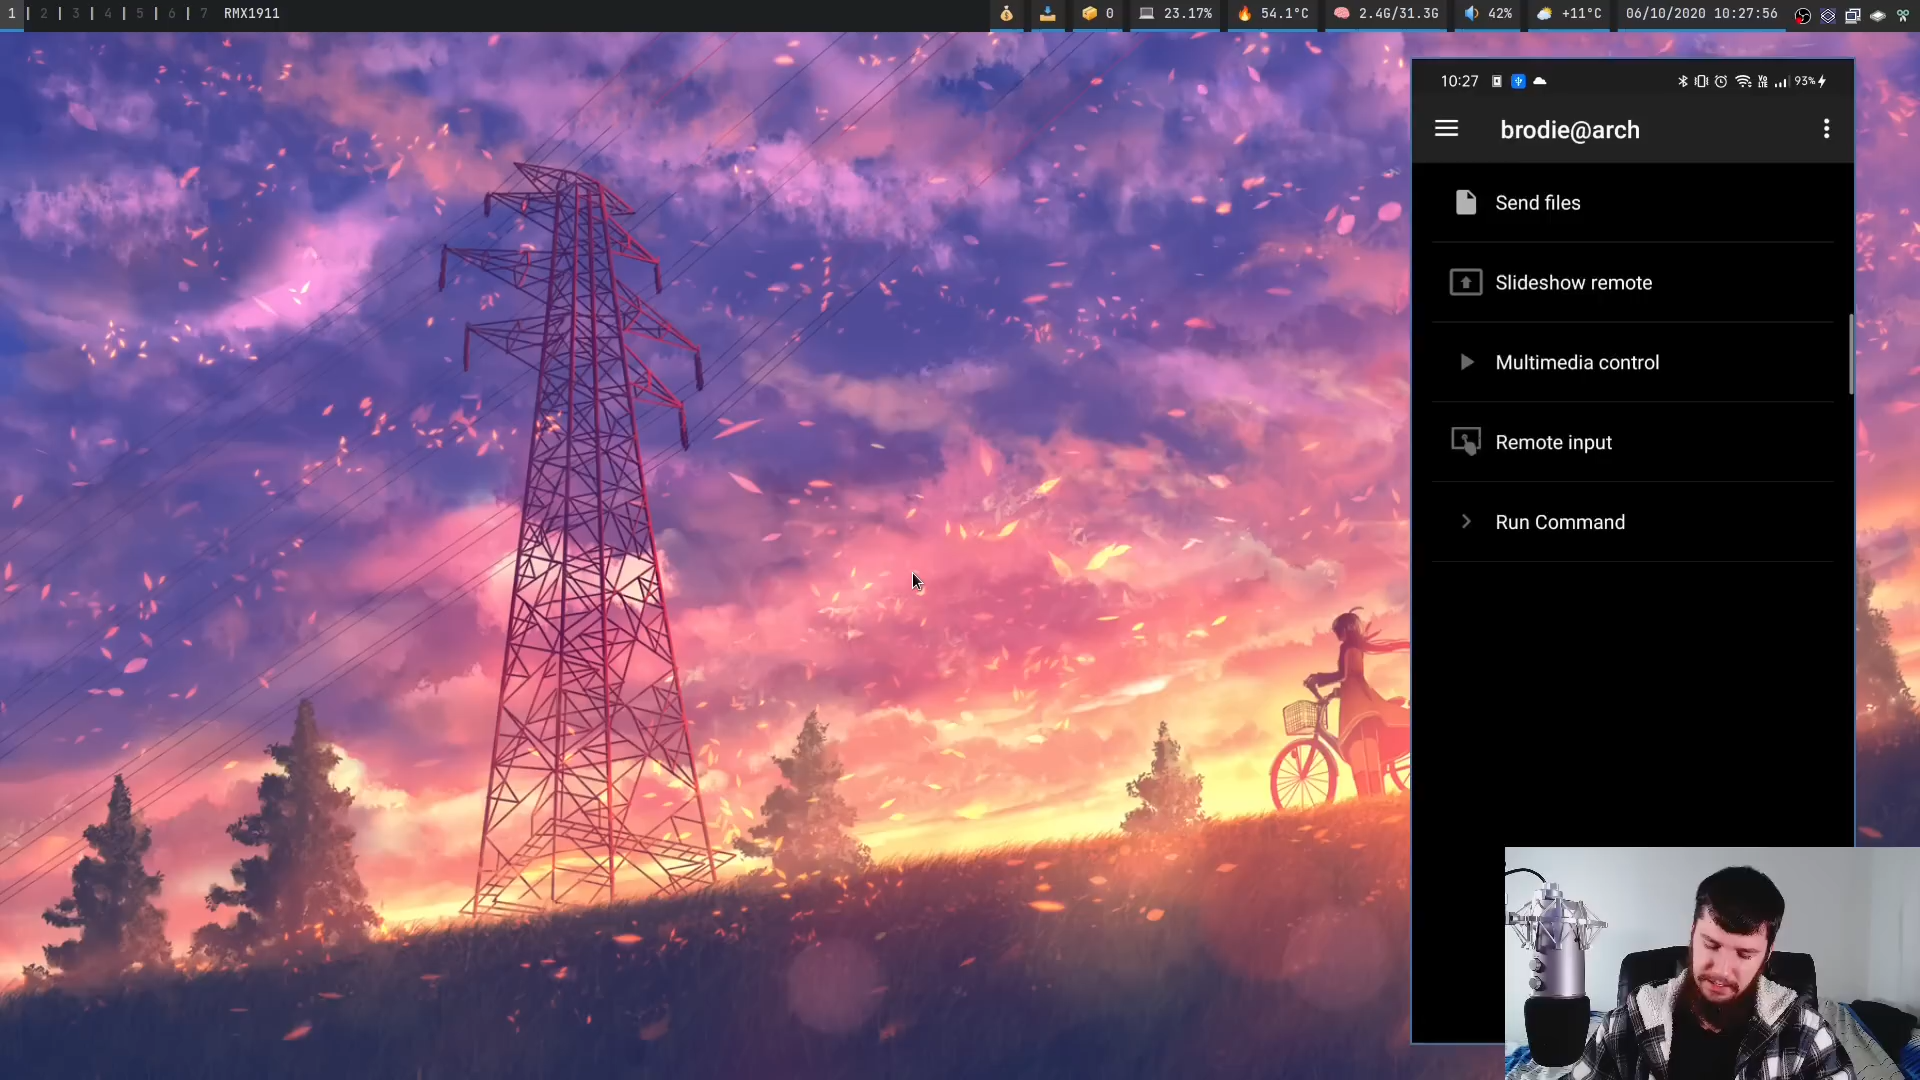 1 | 2 | 3 | 4 | 5 | 6 | 7 RMX1911 0 23.17% 54.1°C 2.4G/31.3G 42% +11°C 06/10/2020 10:27:56
10:27 Vo LTE 93%
brodie@arch
Send files
Slideshow remote
Multimedia control
Remote input
Run Command